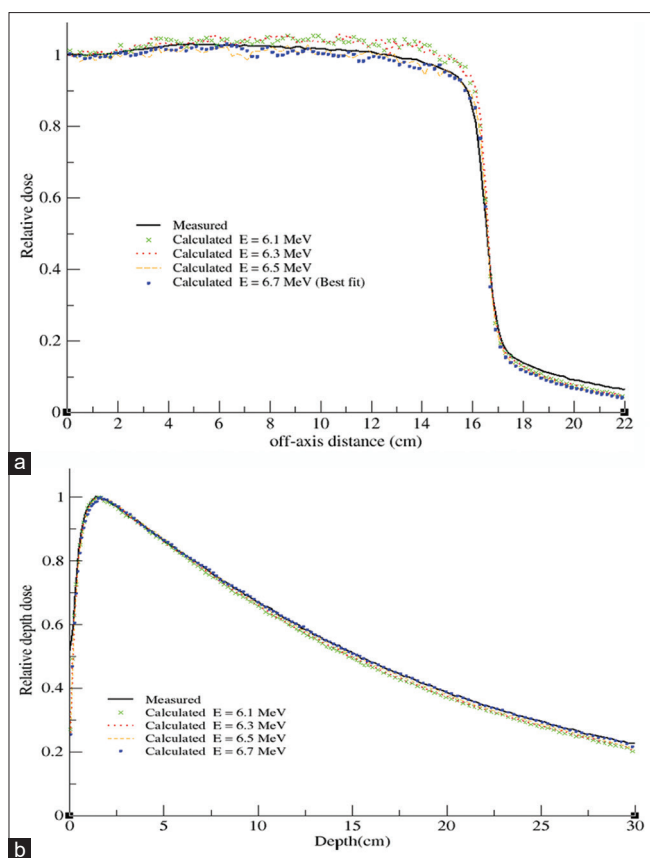 1
0.8
0.6
0.4
0.2
0
Relative dose
Measured
Calculated E = 6.1 MeV
Calculated E = 6.3 MeV
Calculated E = 6.5 MeV
Calculated E = 6.7 MeV (Best fit)
0 2 4 6 8 10 12 14 16 18 20 22
off-axis distance (cm)
a
1
0.8
0.6
0.4
0.2
0
Relative depth dose
Measured
Calculated E = 6.1 MeV
Calculated E = 6.3 MeV
Calculated E = 6.5 MeV
Calculated E = 6.7 MeV
0 5 10 15 20 25 30
Depth(cm)
b